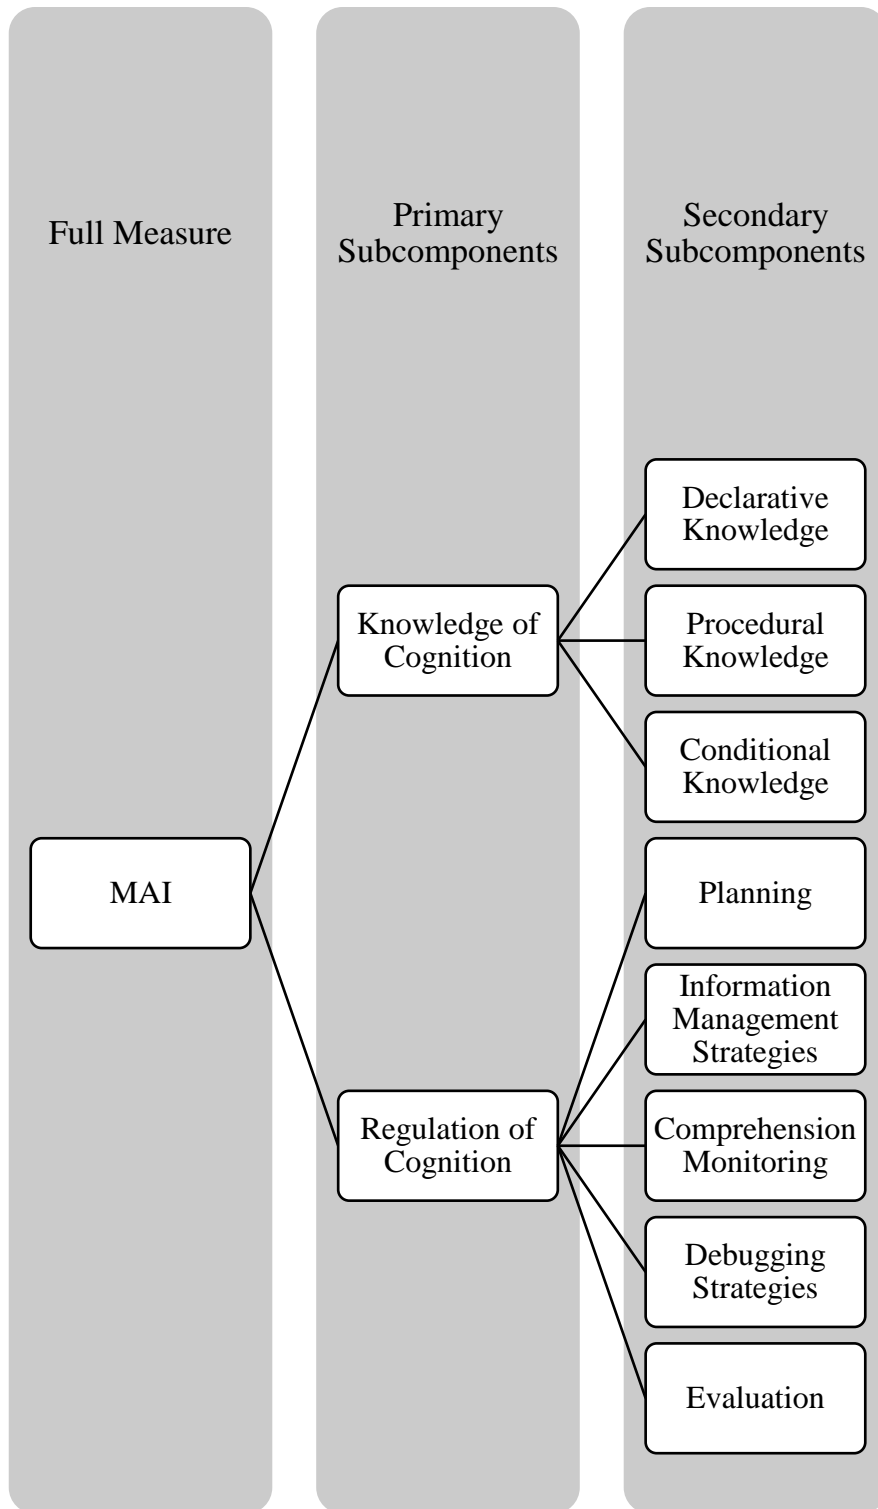 Full Measure
Primary
Subcomponents
Secondary
Subcomponents
Declarative
Knowledge
Knowledge of
Cognition
Procedural
Knowledge
Conditional
Knowledge
MAI
Planning
Information
Management
Strategies
Regulation of
Cognition
Comprehension
Monitoring
Debugging
Strategies
Evaluation